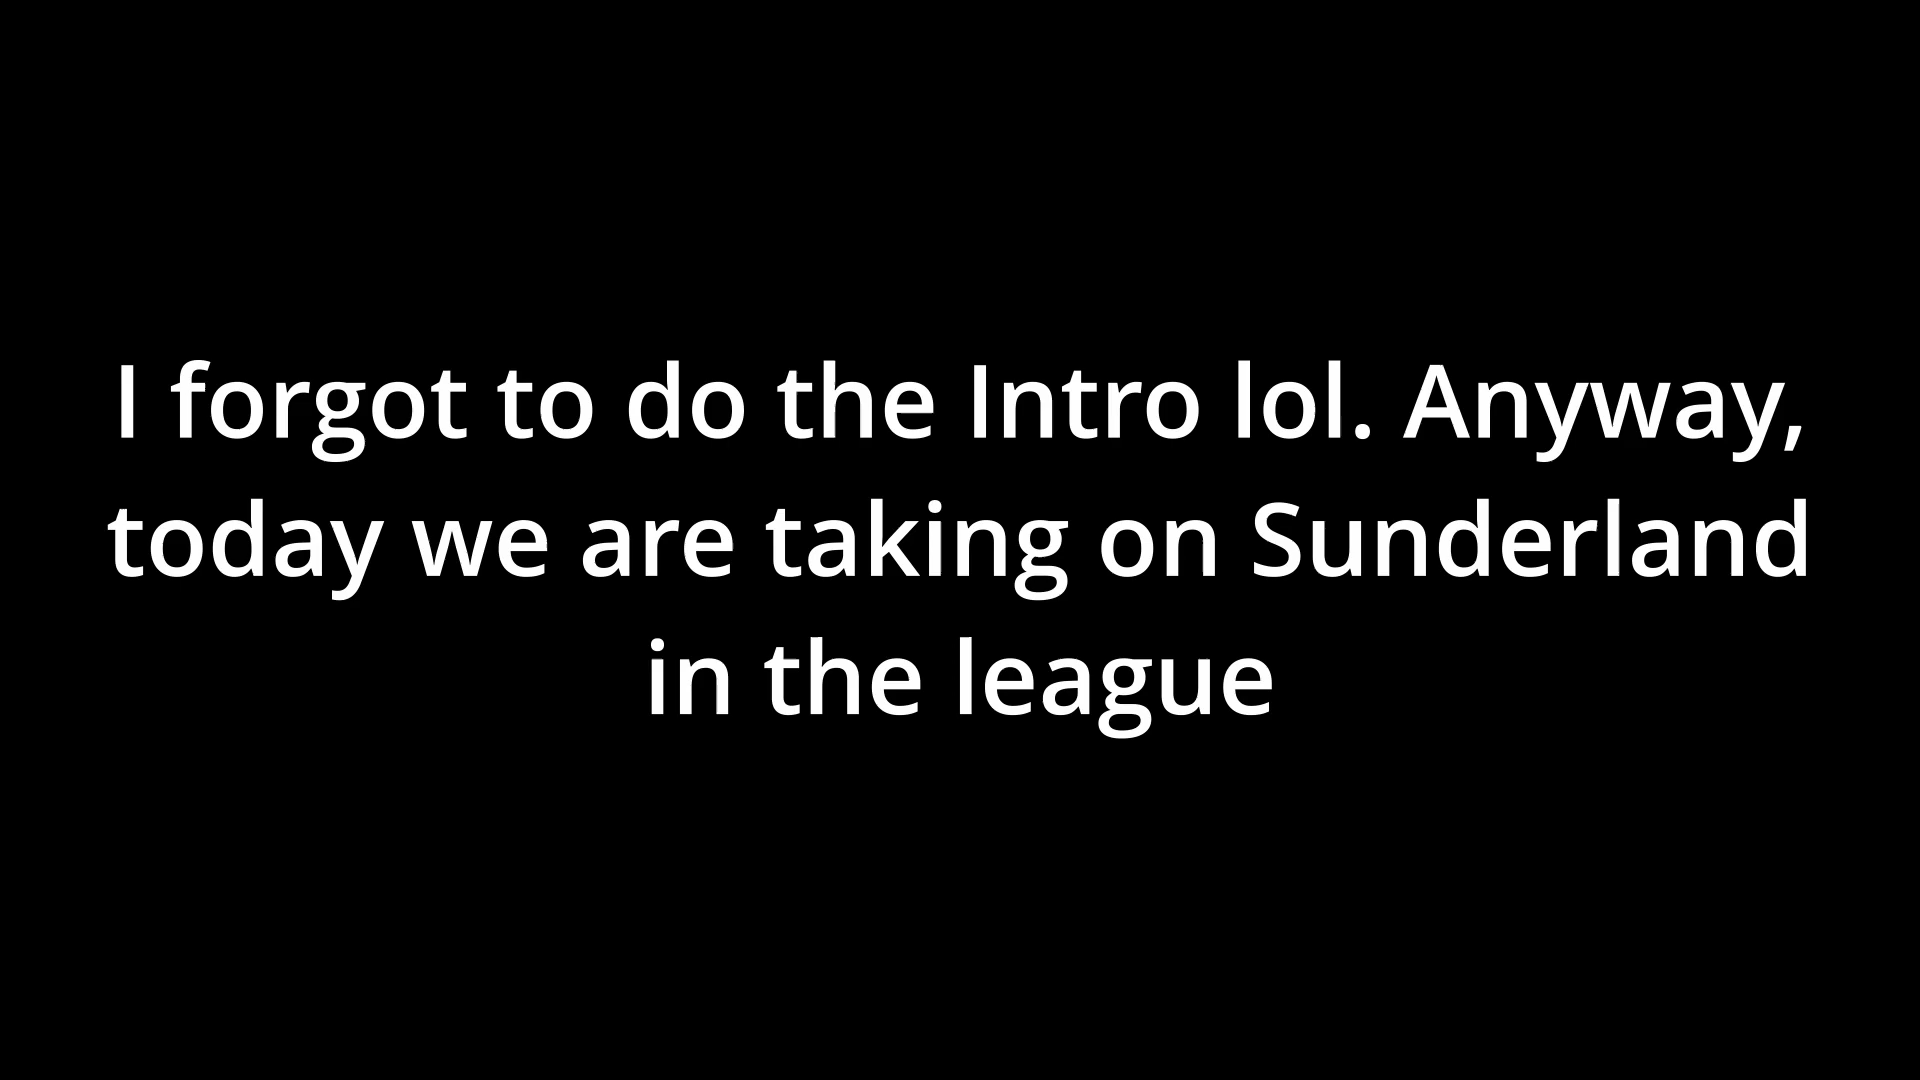 I forgot to do the Intro lol. Anyway,
today we are taking on Sunderland
in the league